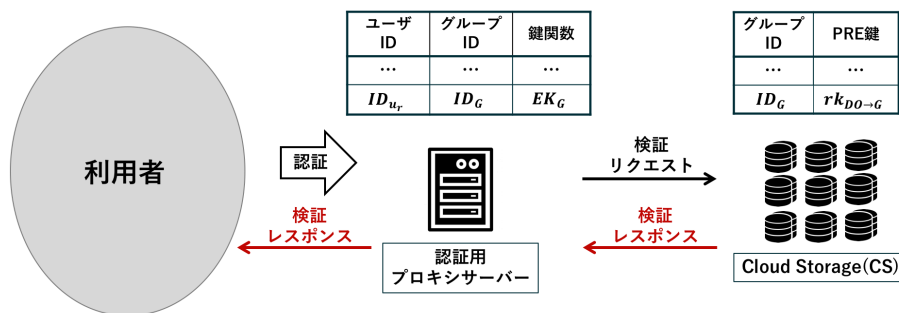 ユーザ
ID
グループ
ID
鍵関数
… … …
𝑰𝑫𝒖𝒓 𝑰𝑫𝑮 𝑬𝑲𝑮
グループ
ID
PRE鍵
… …
𝑰𝑫𝑮 𝒓𝒌𝑫𝑶→𝑮
利用者
認証
検証
レスポンス
認証用
プロキシサーバー
検証
リクエスト
検証
レスポンス
Cloud Storage(CS)